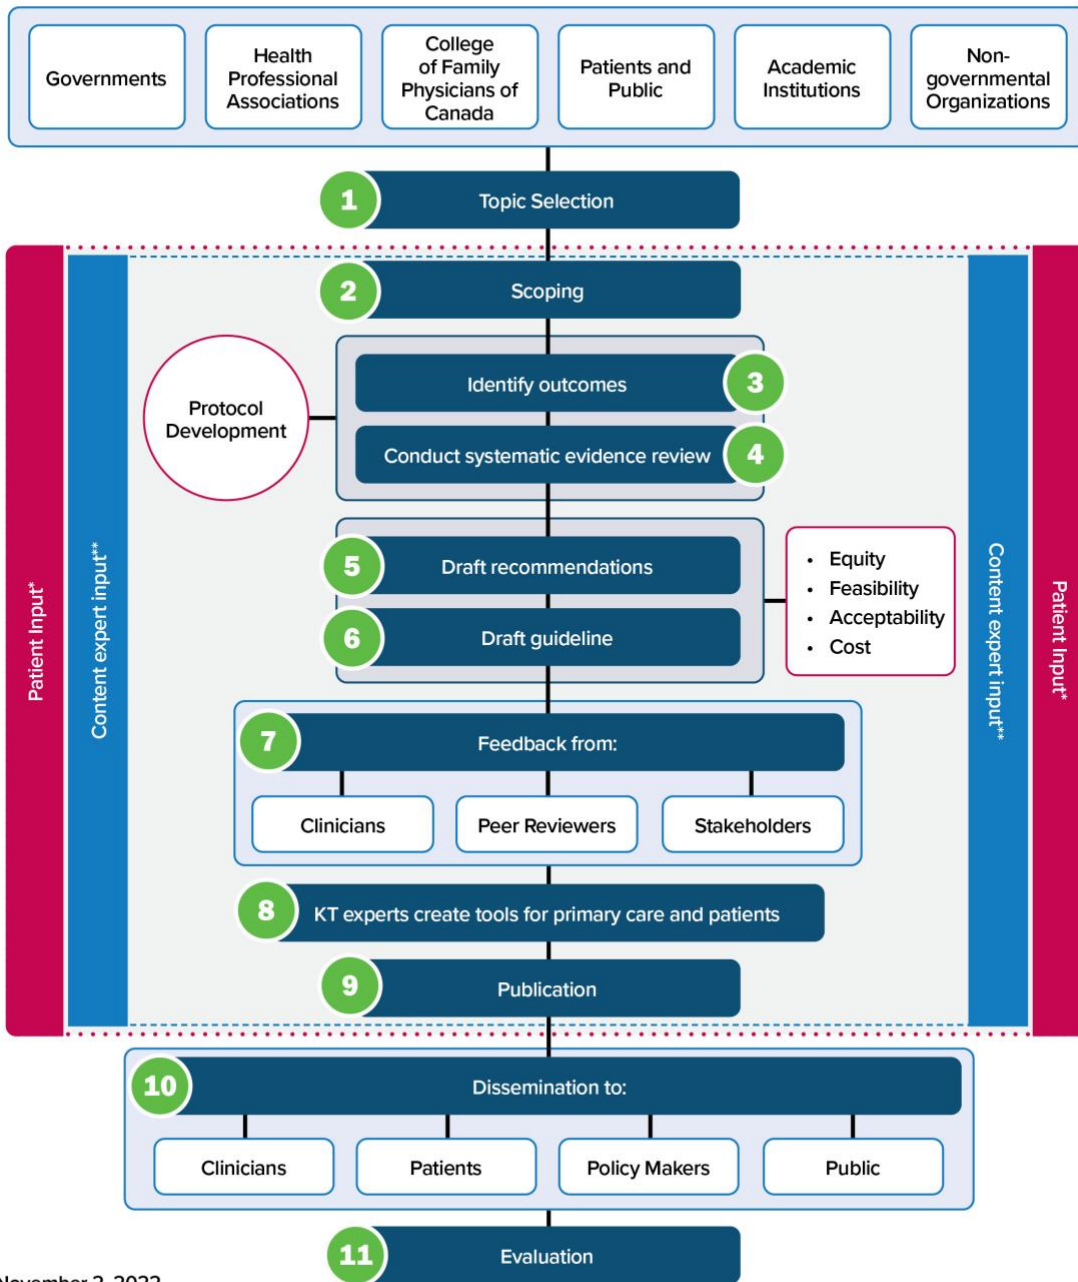 Governments
Health
Professional
Associations
College
of Family
Physicians of
Canada
Patients and
Public
Academic
Institutions
Non-
governmental
Organizations
1
Topic Selection
2
Scoping
Protocol
Development
Identify outcomes
3
Conduct systematic evidence review
4
5
Draft recommendations
6
Draft guideline
• Equity
• Feasibility
• Acceptability
• Cost
Patient Input*
Content expert input**
Content expert input**
Patient Input*
7
Feedback from:
Clinicians
Peer Reviewers
Stakeholders
8
KT experts create tools for primary care and patients
9
Publication
10
Dissemination to:
Clinicians
Patients
Policy Makers
Public
11
Evaluation